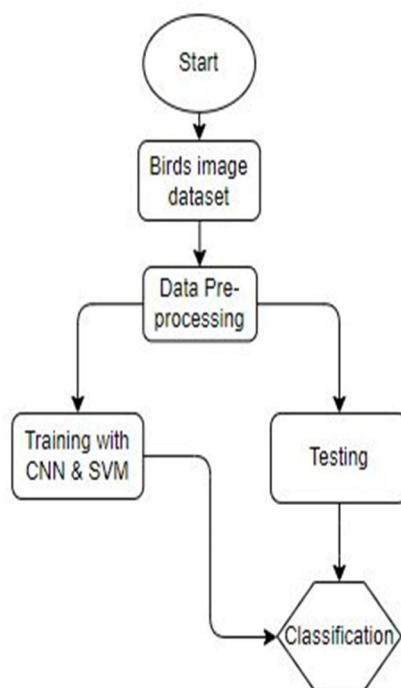 Start
Birds image
dataset
Data Pre-
processing
Training with
CNN & SVM
Testing
Classification